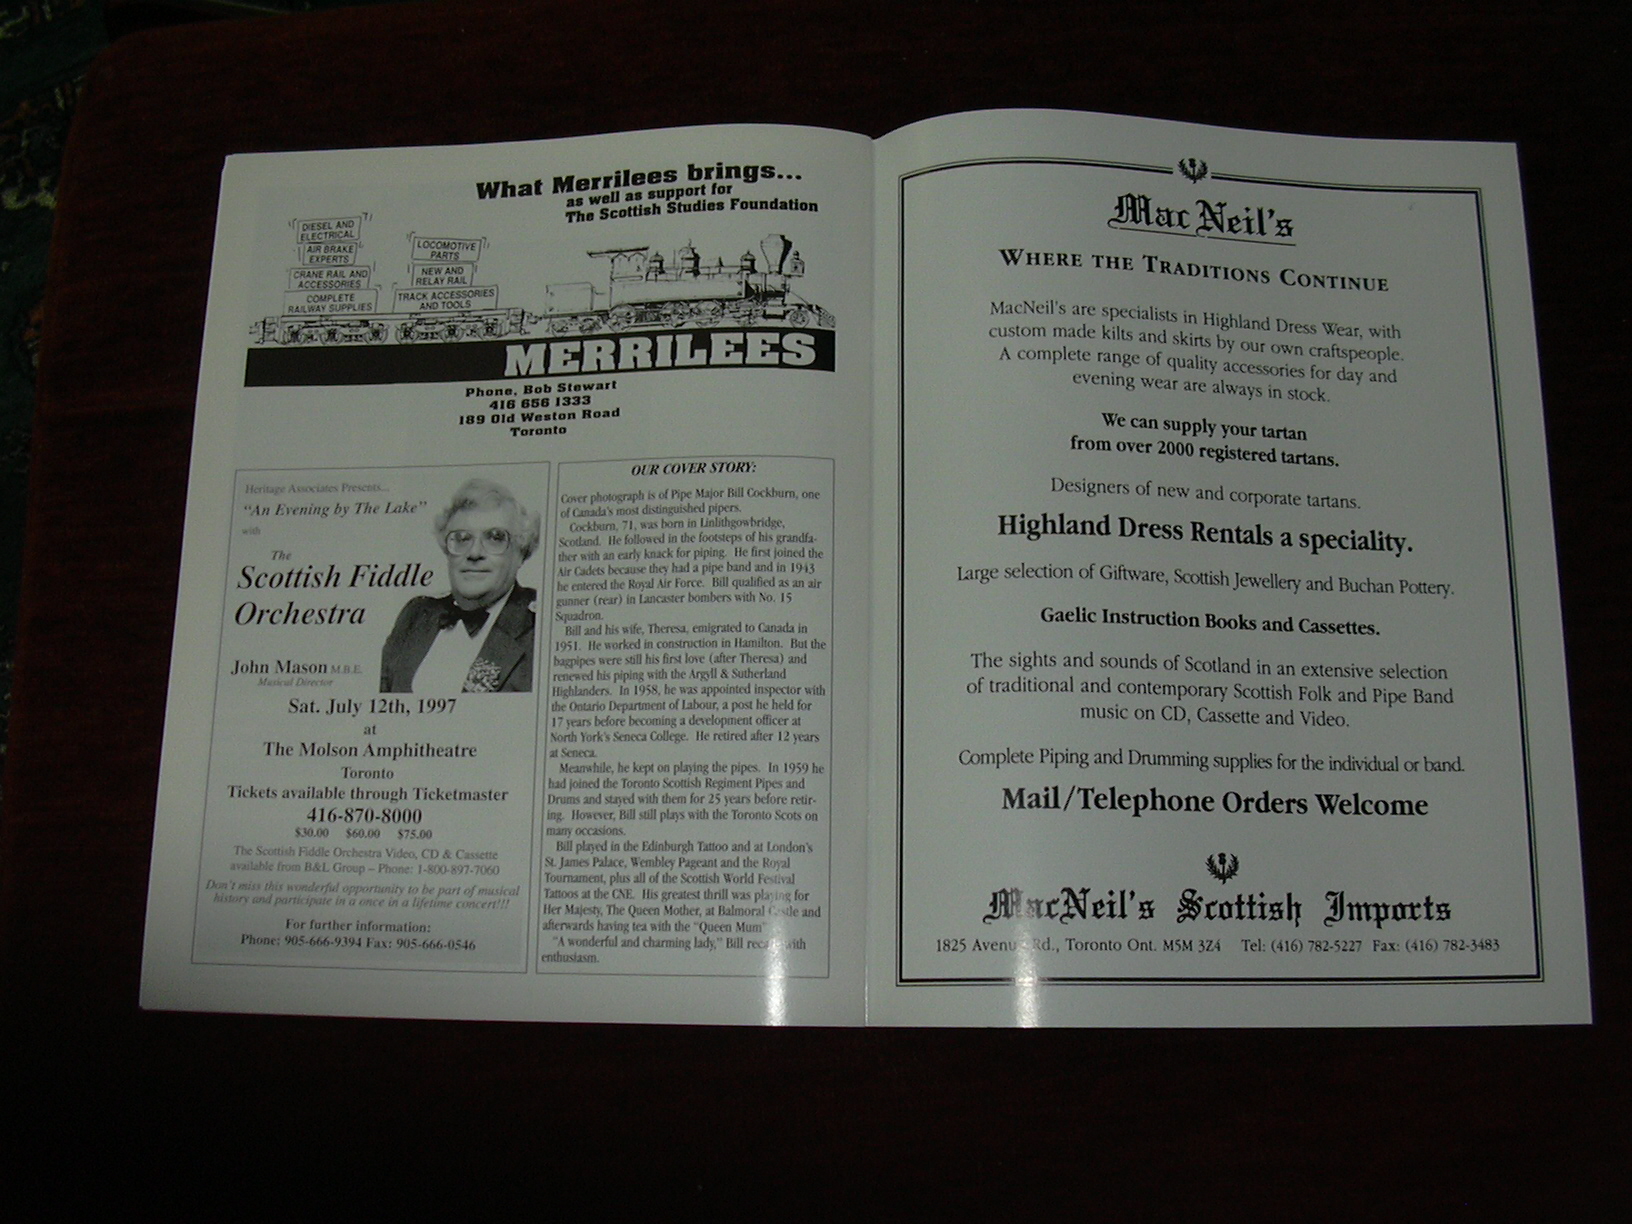 What Merrilees brings...
as well as support for
The Scottish Studies Foundation
DIESEL AND
ELECTRICAL
AIR BRAKE
EXPERTS
CRANE RAIL AND
ACCESSORIES
COMPLETE
RAILWAY SUPPLIES
LOCOMOTIVE
PARTS
NEW AND
RELAY RAIL
TRACK ACCESSORIES
AND TOOLS
MERRILEES
Phone, Bob Stewart
416 656 1333
189 Old Weston Road
Toronto
Heritage Associates Presents...
"An Evening by The Lake"
with
The
Scottish Fiddle
Orchestra
John Mason M.B.E.
Musical Director
Sat. July 12th, 1997
at
The Molson Amphitheatre
Toronto
Tickets available through Ticketmaster
416-870-8000
$30.00 $60.00 $75.00
The Scottish Fiddle Orchestra Video, CD & Cassette
available from B&L Group – Phone: 1-800-897-7060
Don't miss this wonderful opportunity to be part of musical
history and participate in a once in a lifetime concert!!!
For further information:
Phone: 905-666-9394 Fax: 905-666-0546
OUR COVER STORY:
Cover photograph is of Pipe Major Bill Cockburn, one
of Canada's most distinguished pipers.
Cockburn, 71, was born in Linlithgowbridge,
Scotland. He followed in the footsteps of his grandfa-
ther with an early knack for piping. He first joined the
Air Cadets because they had a pipe band and in 1943
he entered the Royal Air Force. Bill qualified as an air
gunner (rear) in Lancaster bombers with No. 15
Squadron.
Bill and his wife, Theresa, emigrated to Canada in
1951. He worked in construction in Hamilton. But the
bagpipes were still his first love (after Theresa) and
renewed his piping with the Argyll & Sutherland
Highlanders. In 1958, he was appointed inspector with
the Ontario Department of Labour, a post he held for
17 years before becoming a development officer at
North York's Seneca College. He retired after 12 years
at Seneca.
Meanwhile, he kept on playing the pipes. In 1959 he
had joined the Toronto Scottish Regiment Pipes and
Drums and stayed with them for 25 years before retir-
ing. However, Bill still plays with the Toronto Scots on
many occasions.
Bill played in the Edinburgh Tattoo and at London's
St. James Palace, Wembley Pageant and the Royal
Tournament, plus all of the Scottish World Festival
Tattoos at the CNE. His greatest thrill was playing for
Her Majesty, The Queen Mother, at Balmoral Castle and
afterwards having tea with the "Queen Mum"
"A wonderful and charming lady," Bill recalls with
enthusiasm.
MacNeil's
WHERE THE TRADITIONS CONTINUE
MacNeil's are specialists in Highland Dress Wear, with
custom made kilts and skirts by our own craftspeople.
A complete range of quality accessories for day and
evening wear are always in stock.
We can supply your tartan
from over 2000 registered tartans.
Designers of new and corporate tartans.
Highland Dress Rentals a speciality.
Large selection of Giftware, Scottish Jewellery and Buchan Pottery.
Gaelic Instruction Books and Cassettes.
The sights and sounds of Scotland in an extensive selection
of traditional and contemporary Scottish Folk and Pipe Band
music on CD, Cassette and Video.
Complete Piping and Drumming supplies for the individual or band.
Mail/Telephone Orders Welcome
MacNeil's Scottish Imports
1825 Avenue Rd., Toronto Ont. M5M 3Z4 Tel: (416) 782-5227 Fax: (416) 782-3483